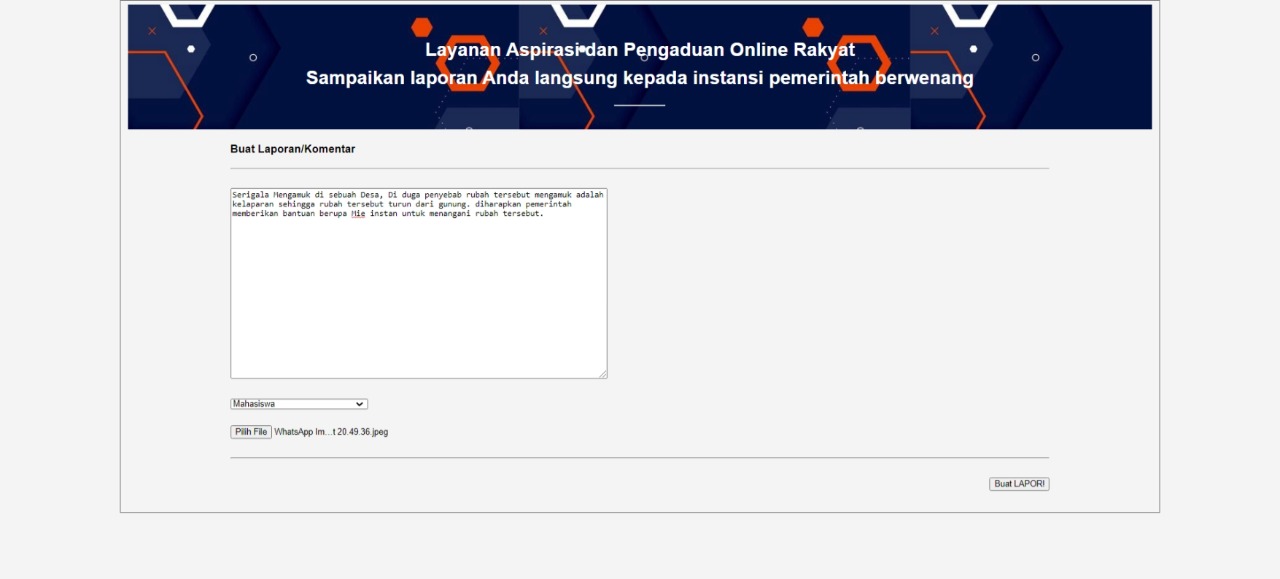 Layanan Aspirasi dan Pengaduan Online Rakyat
Sampaikan laporan Anda langsung kepada instansi pemerintah berwenang
Buat Laporan/Komentar
Serigala Mengamuk di sebuah Desa, Di duga penyebab rubah tersebut mengamuk adalah
kelaparan sehingga rubah tersebut turun dari gunung. diharapkan pemerintah
memberikan bantuan berupa Mie instan untuk menangani rubah tersebut.
Mahasiswa
Pilih File WhatsApp Im...t 20.49.36.jpeg
Buat LAPOR!